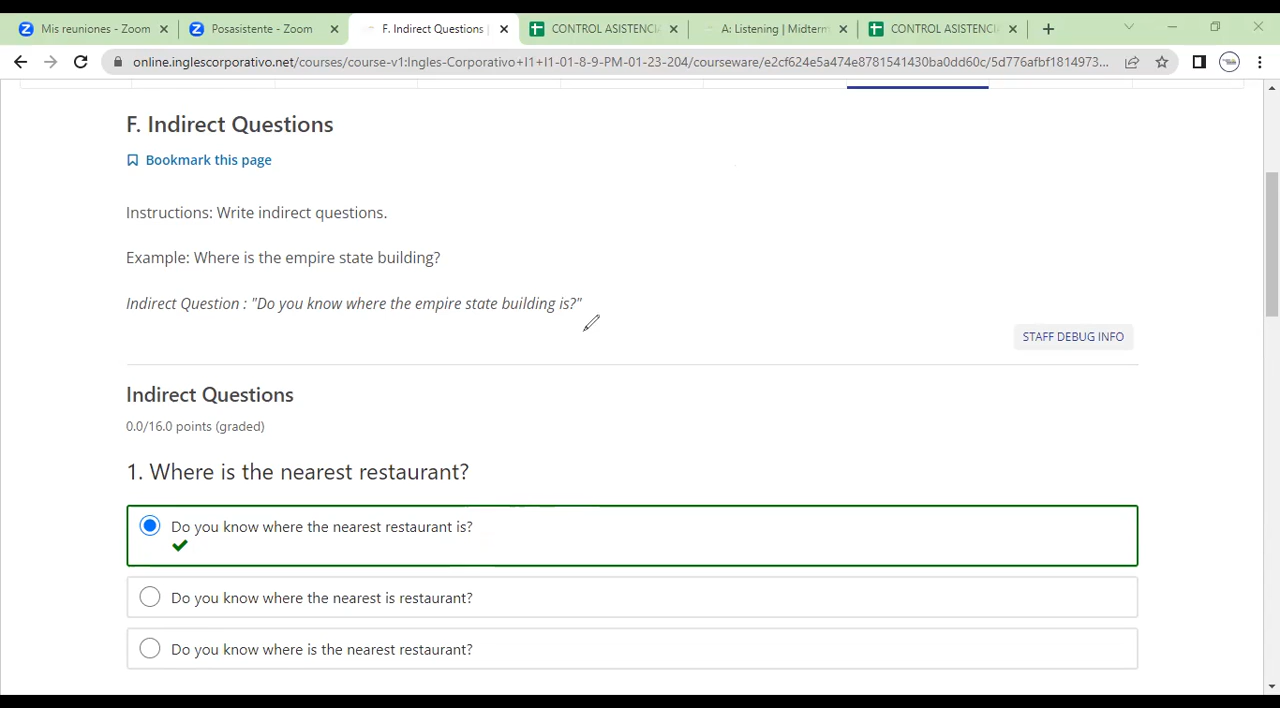 Mis reuniones - Zoom
Posasistente - Zoom
F. Indirect Questions |
CONTROL ASISTENCI
A: Listening | Midterm
CONTROL ASISTENCI
online.inglescorporativo.net/courses/course-v1:Ingles-Corporativo+I1+I1-01-8-9-PM-01-23-204/courseware/e2cf624e5a474e8781541430ba0dd60c/5d776afbf1814973...
F. Indirect Questions
Bookmark this page
Instructions: Write indirect questions.
Example: Where is the empire state building?
Indirect Question : "Do you know where the empire state building is?"
STAFF DEBUG INFO
Indirect Questions
0.0/16.0 points (graded)
1. Where is the nearest restaurant?
Do you know where the nearest restaurant is?
Do you know where the nearest is restaurant?
Do you know where is the nearest restaurant?